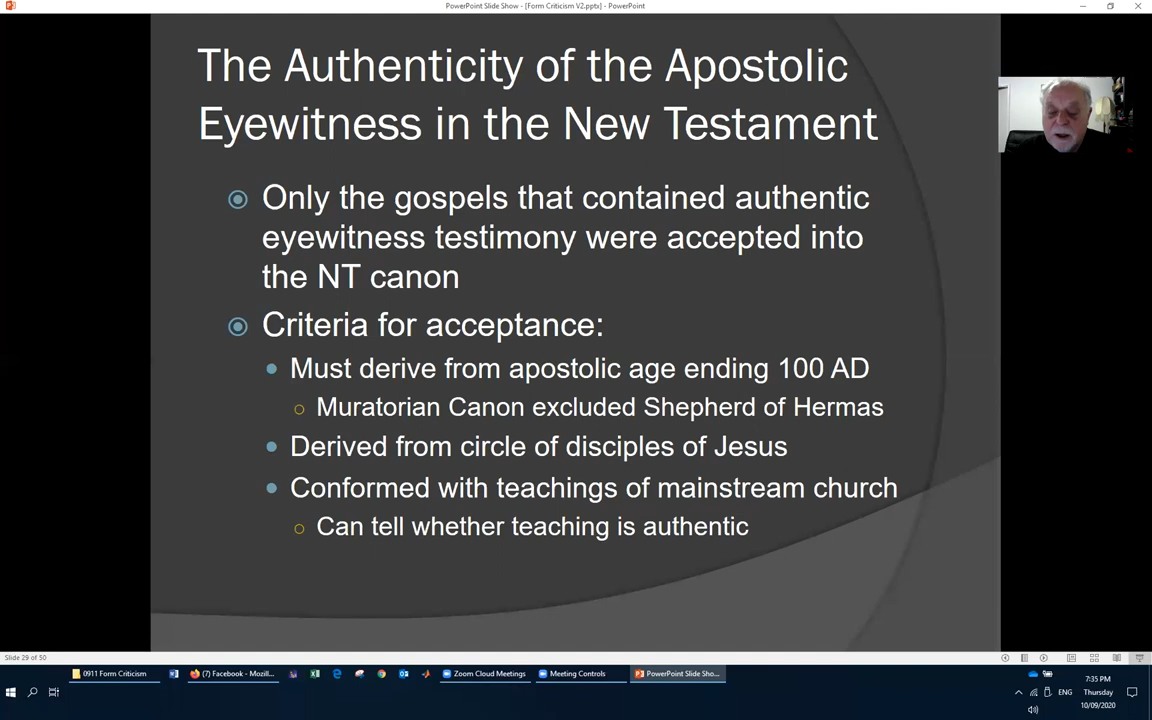 PowerPoint Slide Show - [Form Criticism V2.pptx] - PowerPoint
The Authenticity of the Apostolic
Eyewitness in the New Testament
Only the gospels that contained authentic
eyewitness testimony were accepted into
the NT canon
Criteria for acceptance:
Must derive from apostolic age ending 100 AD
Muratorian Canon excluded Shepherd of Hermas
Derived from circle of disciples of Jesus
Conformed with teachings of mainstream church
Can tell whether teaching is authentic
Slide 29 of 50
0911 Form Criticism
(7) Facebook - Mozill...
Zoom Cloud Meetings
Meeting Controls
PowerPoint Slide Sho...
ENG
7:35 PM
Thursday
10/09/2020